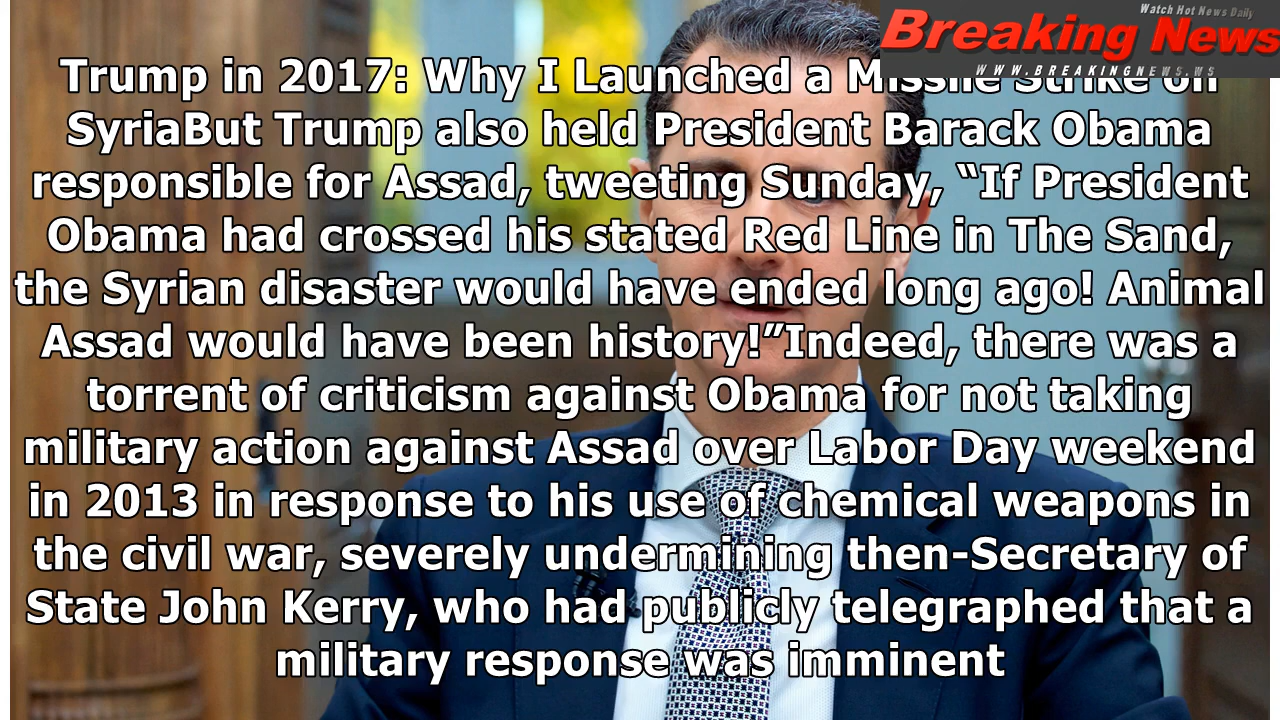 Watch Hot News Daily
Breaking News
WWW.BREAKINGNEWS.WS
Trump in 2017: Why I Launched a Missile Strike on
SyriaBut Trump also held President Barack Obama
responsible for Assad, tweeting Sunday, “If President
Obama had crossed his stated Red Line in The Sand,
the Syrian disaster would have ended long ago! Animal
Assad would have been history!”Indeed, there was a
torrent of criticism against Obama for not taking
military action against Assad over Labor Day weekend
in 2013 in response to his use of chemical weapons in
the civil war, severely undermining then-Secretary of
State John Kerry, who had publicly telegraphed that a
military response was imminent